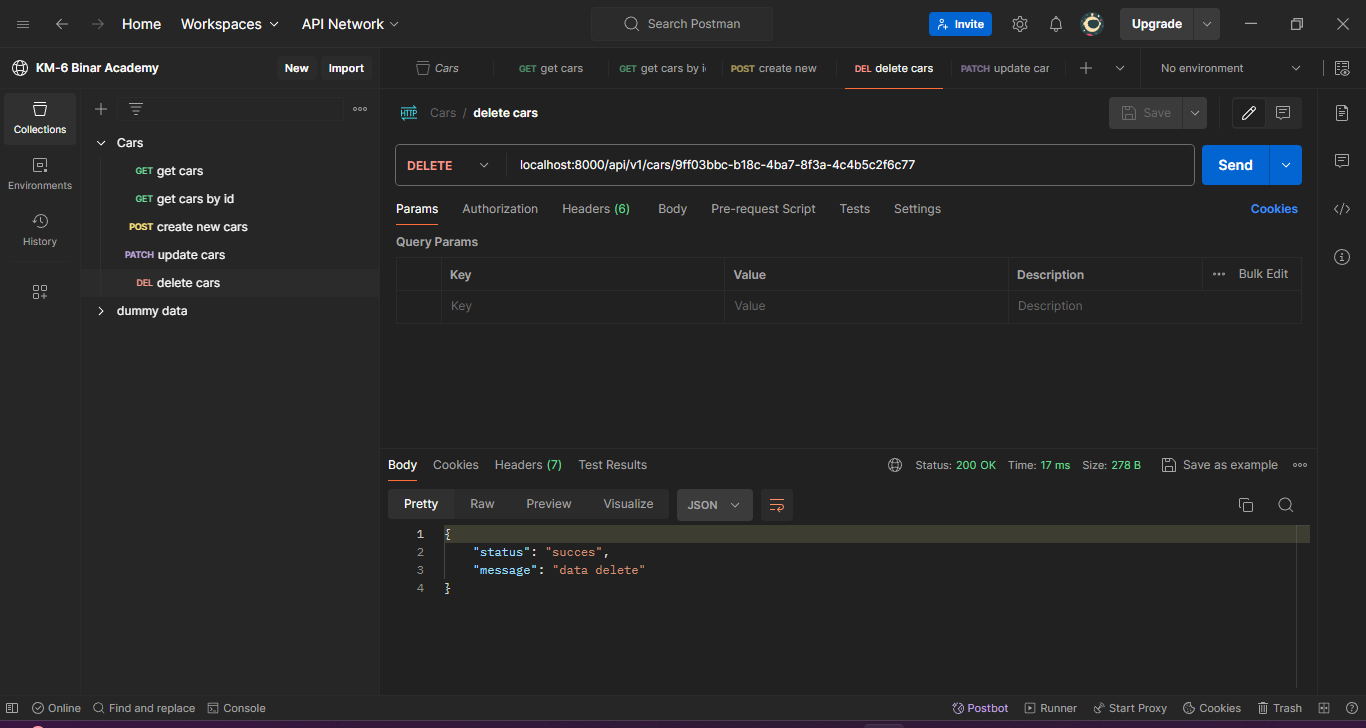 Home Workspaces API Network Search Postman Invite Upgrade
KM-6 Binar Academy New Import Cars GET get cars GET get cars by i POST create new DEL delete cars PATCH update car No environment
Collections
Environments
History
Cars
GET get cars
GET get cars by id
POST create new cars
PATCH update cars
DEL delete cars
dummy data
HTTP Cars / delete cars Save
DELETE localhost:8000/api/v1/cars/9ff03bbc-b18c-4ba7-8f3a-4c4b5c2f6c77 Send
Params Authorization Headers (6) Body Pre-request Script Tests Settings Cookies
Query Params
Key Value Description Bulk Edit
Key Value Description
Body Cookies Headers (7) Test Results Status: 200 OK Time: 17 ms Size: 278 B Save as example
Pretty Raw Preview Visualize JSON
1 {
2 "status": "succes",
3 "message": "data delete"
4 }
Online Find and replace Console Postbot Runner Start Proxy Cookies Trash